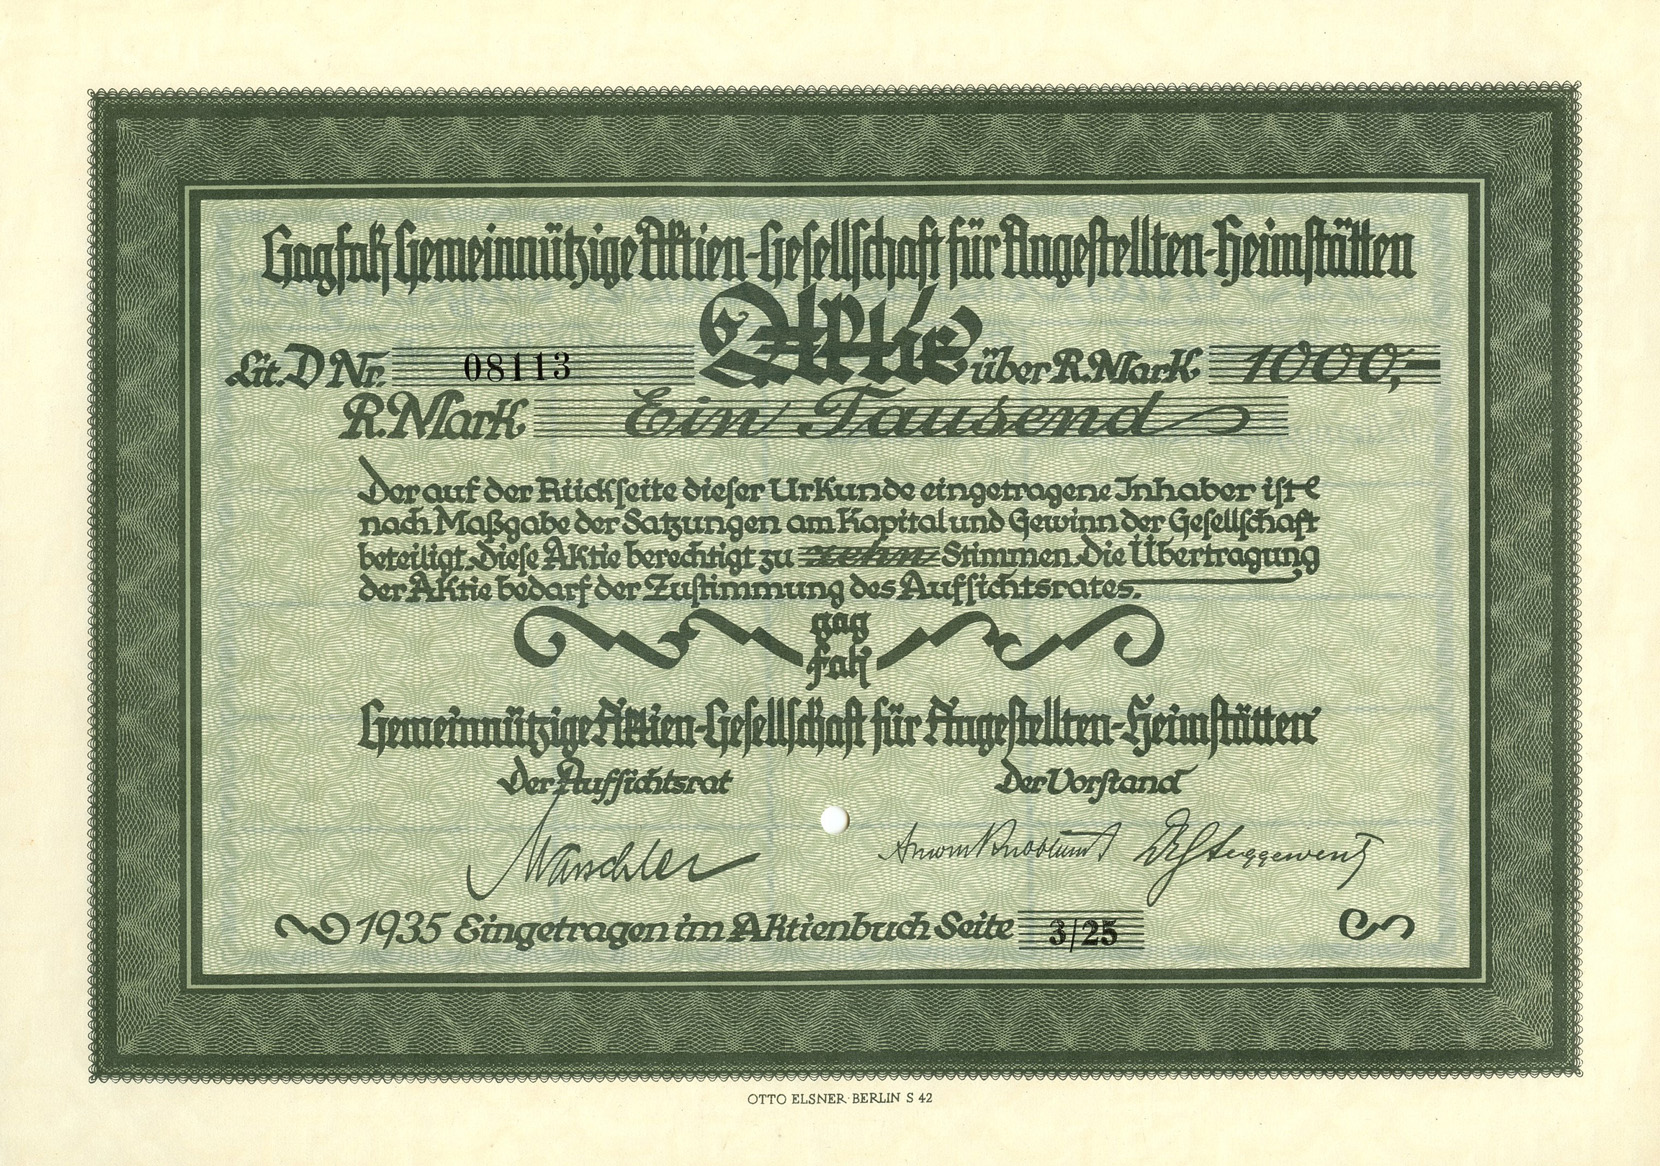 Gagfah Gemeinnützige Aktien-Gesellschaft für Angestellten-Heimstätten
Aktie
Lit. D Nr. 08113 über R. Mark 1000,-
R. Mark Ein Tausend
Der auf der Rückseite dieser Urkunde eingetragene Inhaber ist
nach Maßgabe der Satzungen am Kapital und Gewinn der Gesellschaft
beteiligt. Diese Aktie berechtigt zu zehn Stimmen. Die Übertragung
der Aktie bedarf der Zustimmung des Aufsichtsrates.
gag
fah
Gemeinnützige Aktien-Gesellschaft für Angestellten-Heimstätten
Der Aufsichtsrat Der Vorstand
1935 Eingetragen im Aktienbuch Seite 3/25
OTTO ELSNER BERLIN S 42